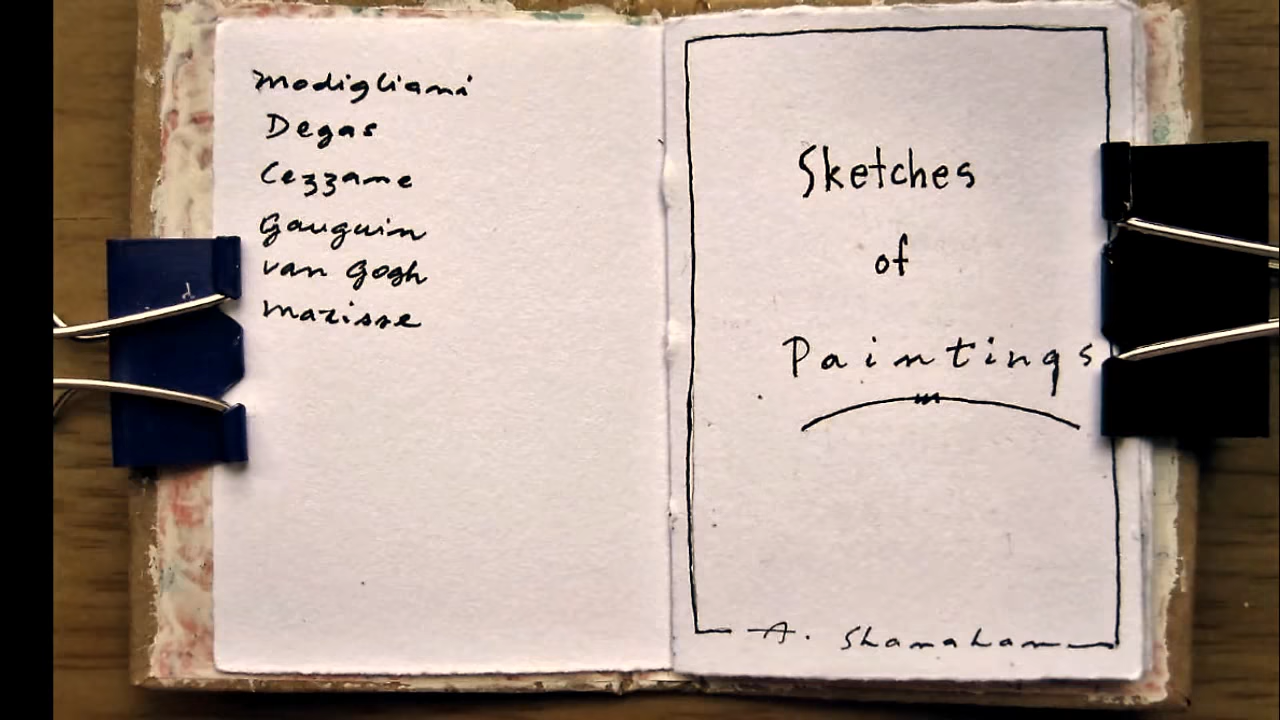 Modigliani
Degas
Cezzane
Gauguin
van Gogh
Matisse
Sketches
of
Paintings
A. Shanahan